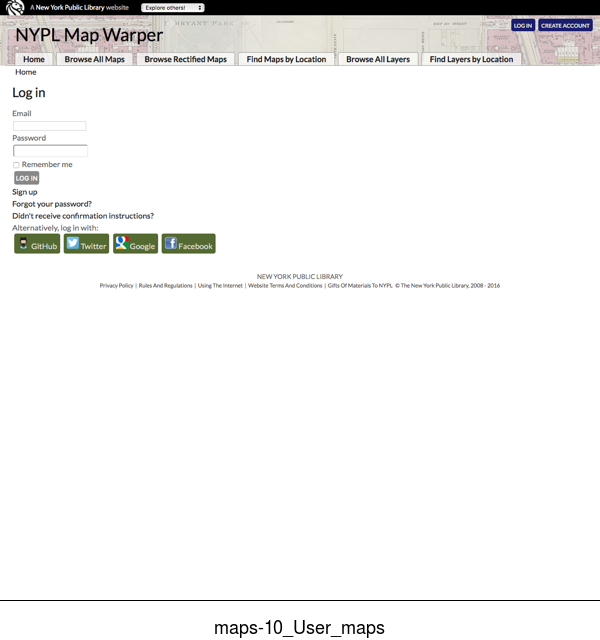 A New York Public Library website
Explore others!
BRYANT PARK
LOG IN
CREATE ACCOUNT
NYPL Map Warper
Home
Browse All Maps
Browse Rectified Maps
Find Maps by Location
Browse All Layers
Find Layers by Location
Home
Log in
Email
Password
Remember me
LOG IN
Sign up
Forgot your password?
Didn't receive confirmation instructions?
Alternatively, log in with:
GitHub Twitter Google Facebook
NEW YORK PUBLIC LIBRARY
Privacy Policy | Rules And Regulations | Using The Internet | Website Terms And Conditions | Gifts Of Materials To NYPL © The New York Public Library, 2008 - 2016
maps-10_User_maps